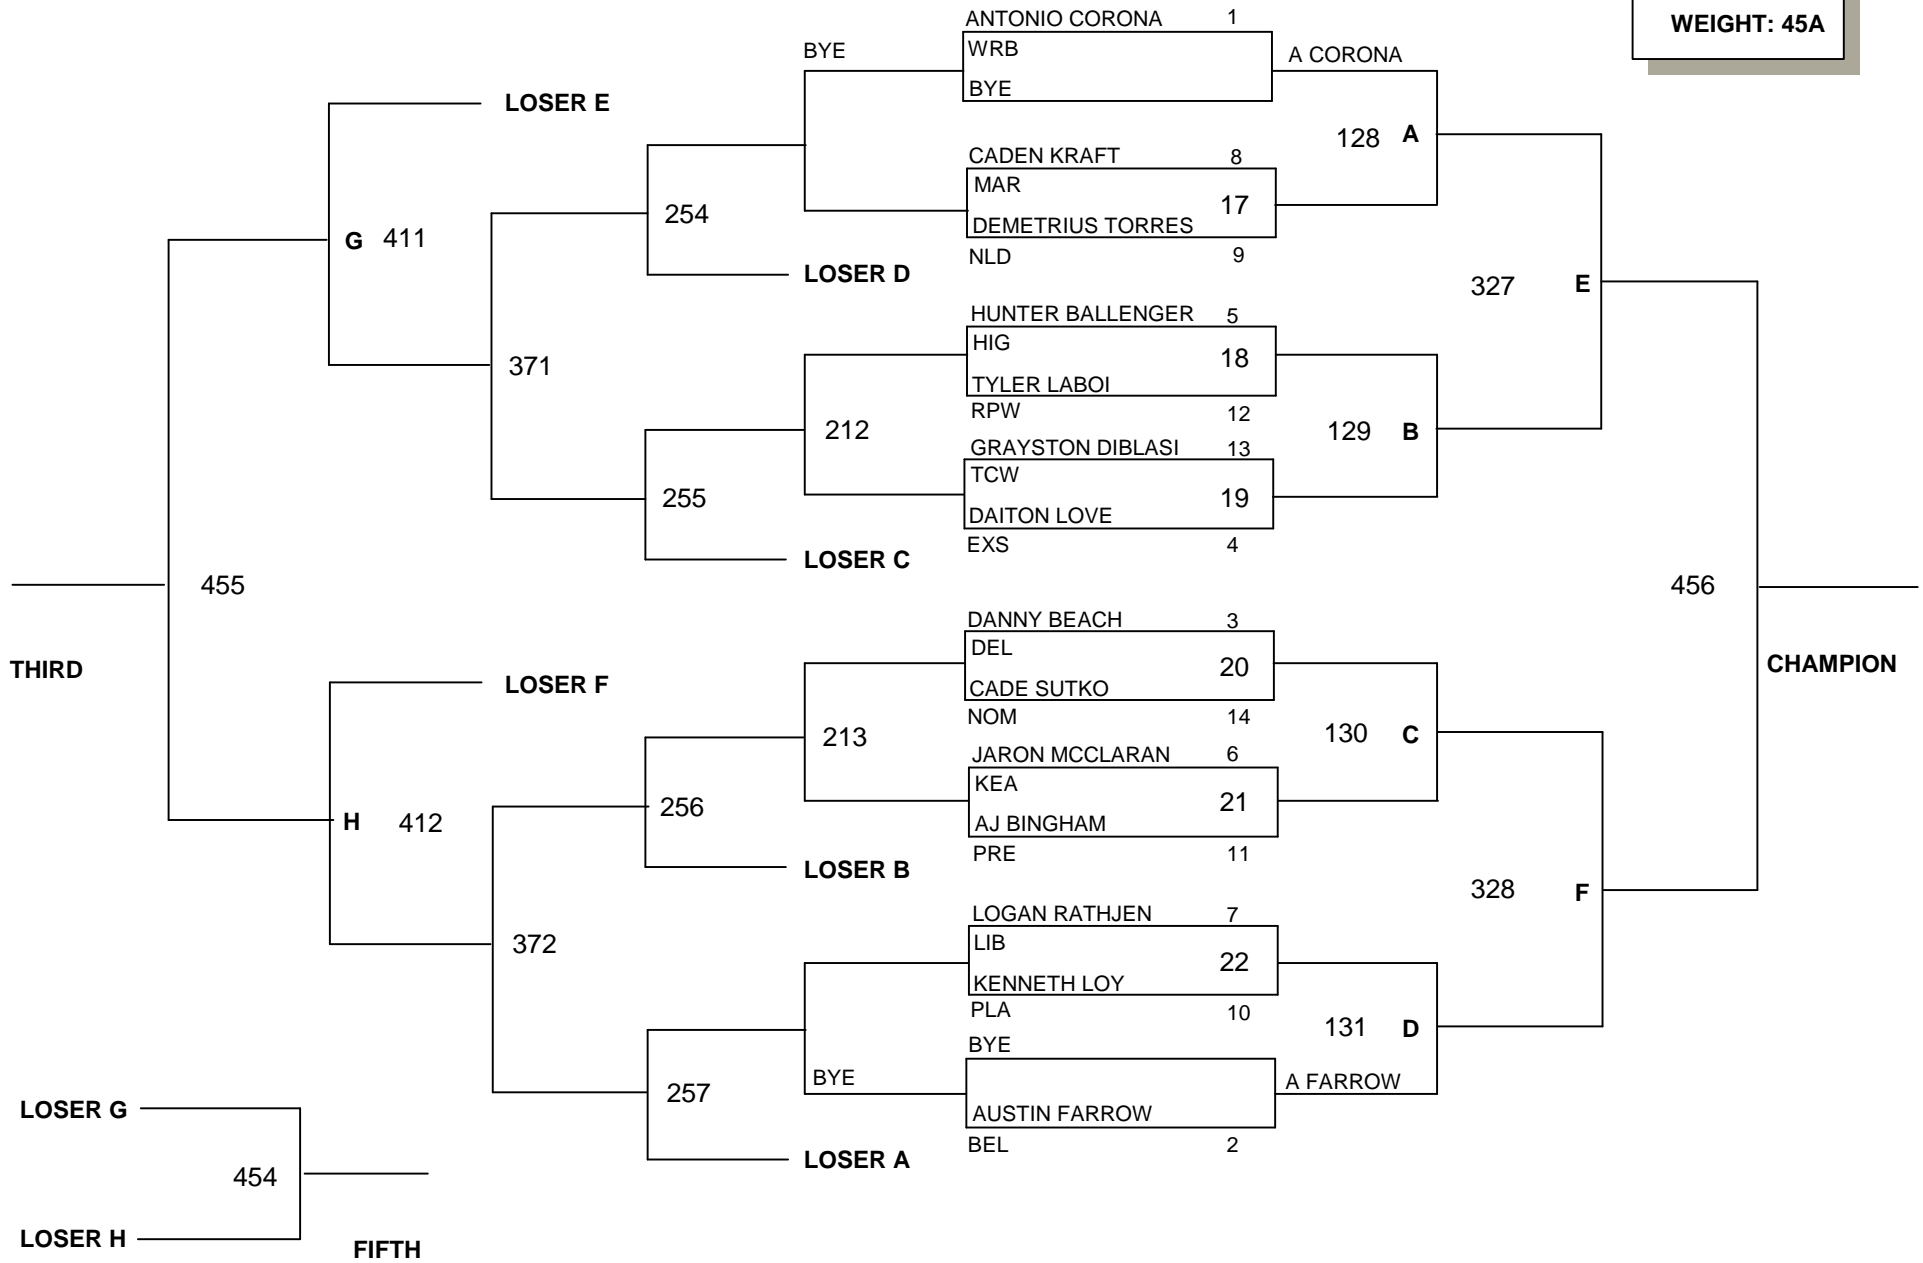 WEIGHT: 45A
ANTONIO CORONA 1
BYE
WRB
A CORONA
BYE
LOSER E
128 A
CADEN KRAFT 8
MAR
17
254
DEMETRIUS TORRES
G 411
NLD 9
LOSER D
327 E
HUNTER BALLENGER 5
HIG
18
371
TYLER LABOI
RPW 12
212
129 B
GRAYSTON DIBLASI 13
TCW
255
19
DAITON LOVE
EXS 4
LOSER C
455
456
DANNY BEACH 3
DEL
THIRD
20
CHAMPION
LOSER F
CADE SUTKO
NOM 14
213
130 C
JARON MCCLARAN 6
KEA
256
21
H 412
AJ BINGHAM
PRE 11
LOSER B
328 F
LOGAN RATHJEN 7
LIB
372
22
KENNETH LOY
PLA 10
131 D
BYE
BYE
A FARROW
257
LOSER G
AUSTIN FARROW
BEL 2
LOSER A
454
LOSER H
FIFTH